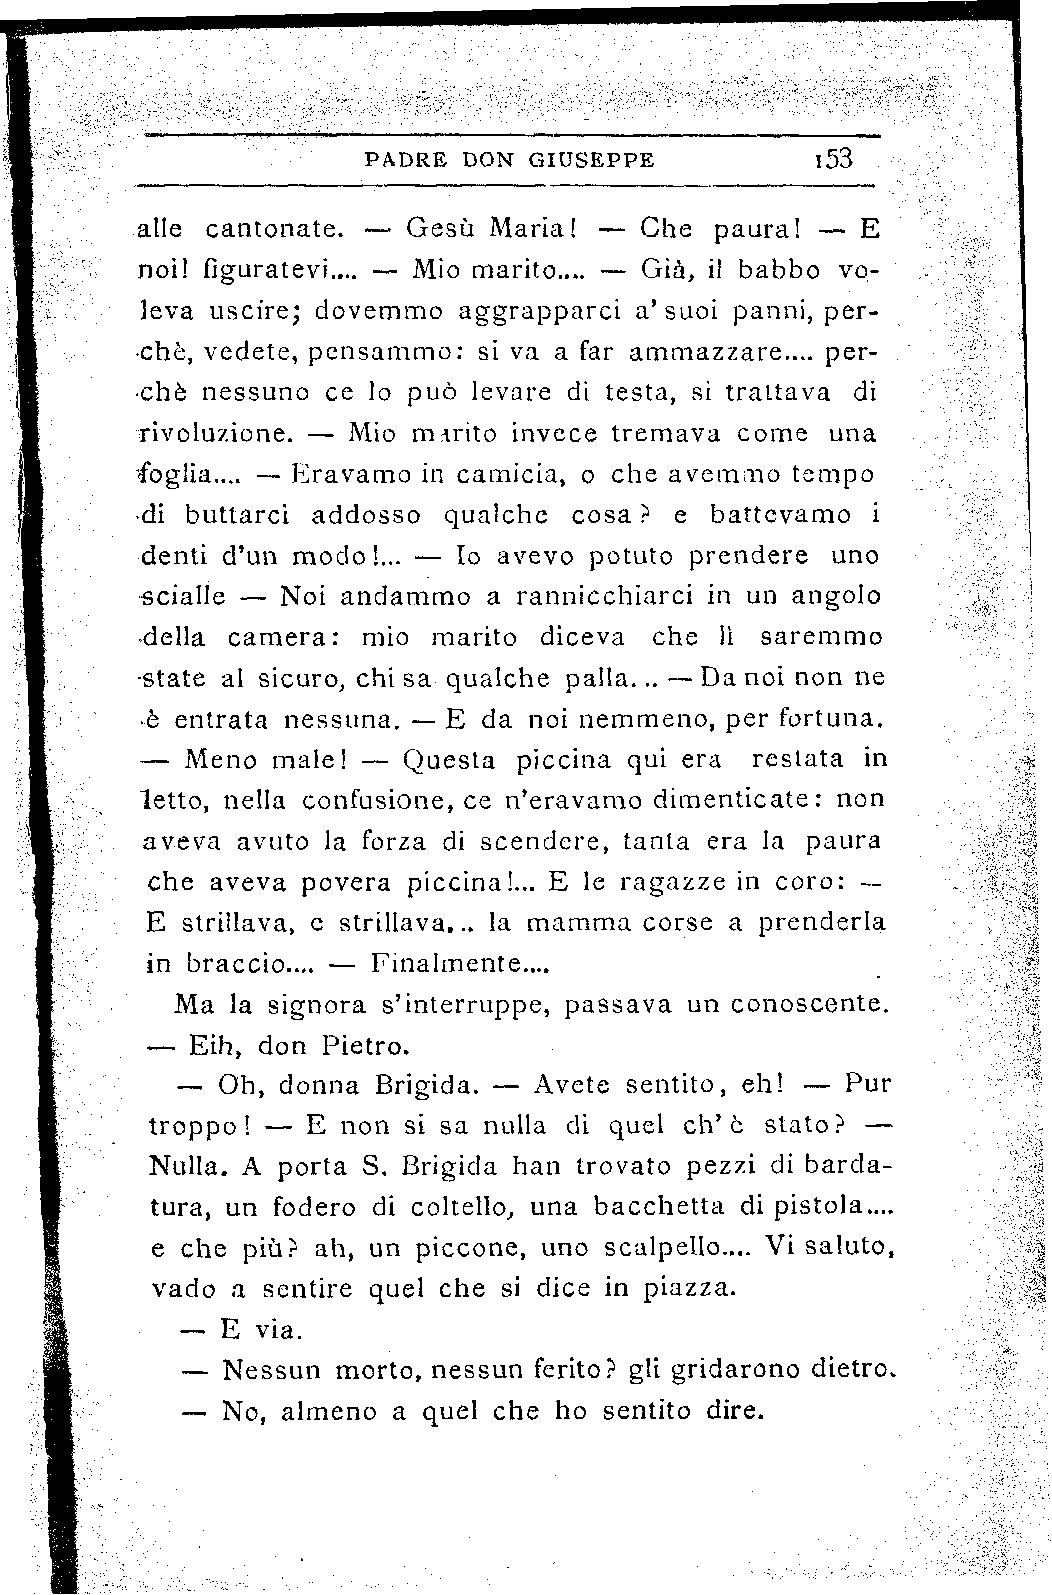 PADRE DON GIUSEPPE 153
alle cantonate. — Gesù Maria! — Che paura! — E
noi! figuratevi.... — Mio marito.... — Già, il babbo vo-
leva uscire; dovemmo aggrapparci a' suoi panni, per-
chè, vedete, pensammo: si va a far ammazzare.... per-
chè nessuno ce lo può levare di testa, si trattava di
rivoluzione. — Mio marito invece tremava come una
foglia.... — Eravamo in camicia, o che avemmo tempo
di buttarci addosso qualche cosa? e battevamo i
denti d'un modo!... — Io avevo potuto prendere uno
scialle — Noi andammo a rannicchiarci in un angolo
della camera: mio marito diceva che lì saremmo
state al sicuro, chi sa qualche palla... — Da noi non ne
è entrata nessuna. — E da noi nemmeno, per fortuna.
— Meno male! — Questa piccina qui era restata in
letto, nella confusione, ce n'eravamo dimenticate: non
aveva avuto la forza di scendere, tanta era la paura
che aveva povera piccina!... E le ragazze in coro: —
E strillava, e strillava... la mamma corse a prenderla
in braccio.... — Finalmente....
Ma la signora s'interruppe, passava un conoscente.
— Eih, don Pietro.
— Oh, donna Brigida. — Avete sentito, eh! — Pur
troppo! — E non si sa nulla di quel ch' è stato? —
Nulla. A porta S. Brigida han trovato pezzi di barda-
tura, un fodero di coltello, una bacchetta di pistola....
e che più? ah, un piccone, uno scalpello.... Vi saluto,
vado a sentire quel che si dice in piazza.
— E via.
— Nessun morto, nessun ferito? gli gridarono dietro.
— No, almeno a quel che ho sentito dire.